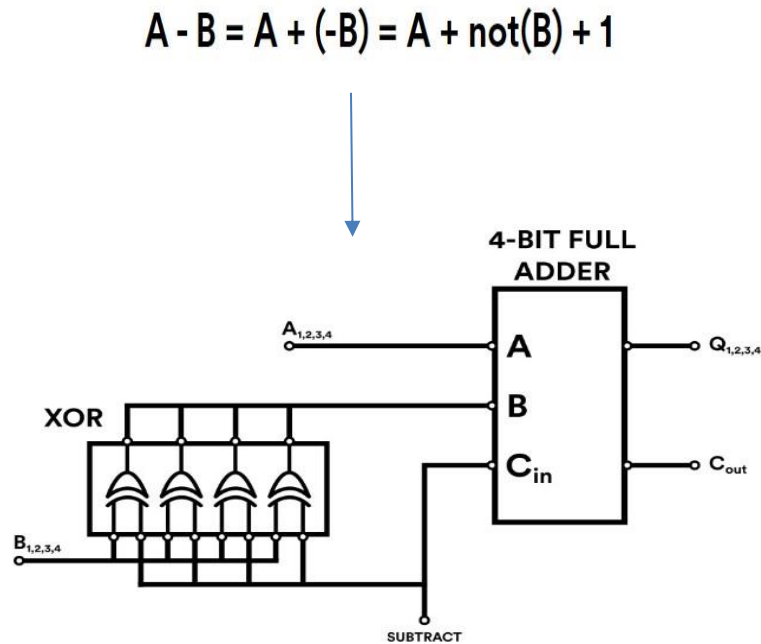 A - B = A + (-B) = A + not(B) + 1
4-BIT FULL
ADDER
A1,2,3,4
A
Q1,2,3,4
B
XOR
Cin
Cout
B1,2,3,4
SUBTRACT